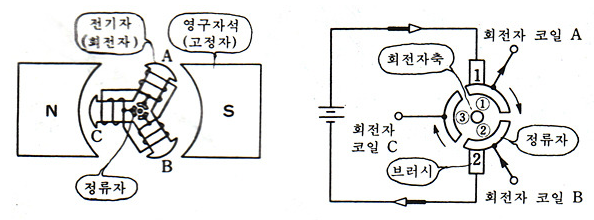 전기자
(회전자)
영구자석
(고정자)
A
N
S
C
B
정류자
회전자 코일 A
회전자축
1
①
③
②
회전자
코일 C
정류자
2
브러시
회전자
코일 B